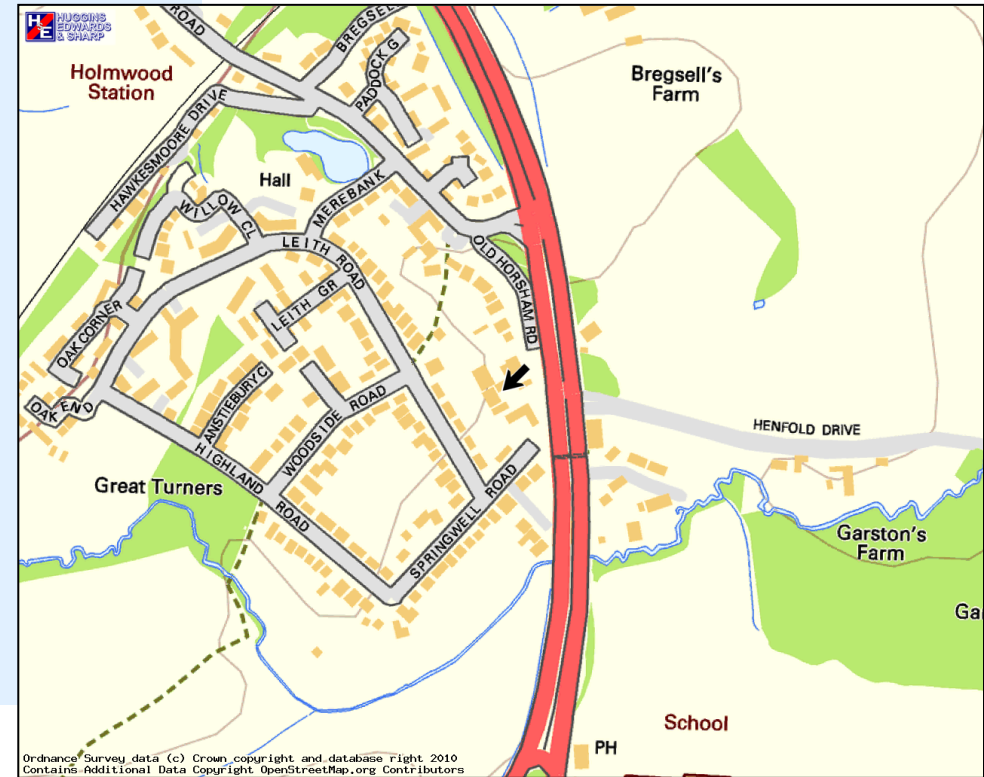 HE
HUGGINS
EDWARDS
& SHARP
ROAD
BREGSELL
PADDOCK G
Bregsell's
Farm
Holmwood
Station
HAWKESMOORE DRIVE
Hall
MEREBANK
WILLOW CL
LEITH ROAD
OLD HORSHAM RD
LEITH GR
OAK CORNER
OAK END
ANSTIEBURY C
WOODSIDE ROAD
HENFOLD DRIVE
HIGHLAND ROAD
Great Turners
SPRINGWELL ROAD
Garston's
Farm
Ga
School
PH
Ordnance Survey data (c) Crown copyright and database right 2010
Contains Additional Data Copyright OpenStreetMap.org Contributors